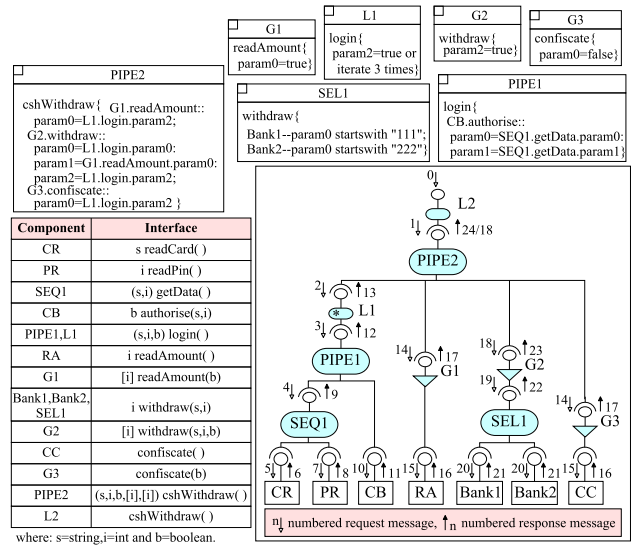 G1
readAmount{
param0=true}
L1
login{
param2=true or
iterate 3 times}
G2
withdraw{
param2=true}
G3
confiscate{
param0=false}
PIPE2
cshWithdraw{ G1.readAmount::
param0=L1.login.param2;
G2.withdraw::
param0=L1.login.param0:
param1=G1.readAmount.param0:
param2=L1.login.param2;
G3.confiscate::
param0=L1.login.param2 }
SEL1
withdraw{
Bank1--param0 startswith "111";
Bank2--param0 startswith "222"}
PIPE1
login{
CB.authorise::
param0=SEQ1.getData.param0:
param1=SEQ1.getData.param1}
Component Interface
CR s readCard( )
PR i readPin( )
SEQ1 (s,i) getData( )
CB b authorise(s,i)
PIPE1,L1 (s,i,b) login( )
RA i readAmount( )
G1 [i] readAmount(b)
Bank1,Bank2,
SEL1 i withdraw(s,i)
G2 [i] withdraw(s,i,b)
CC confiscate( )
G3 confiscate(b)
PIPE2 (s,i,b,[i],[i]) cshWithdraw( )
L2 cshWithdraw( )
where: s=string,i=int and b=boolean.
0
L2
1 24/18
PIPE2
2 13
* L1
3 12
PIPE1
14 17
G1
18 23
G2
19 22
14 17
G3
4 9
SEQ1
SEL1
5 6 7 8 10 11 15 16 20 21 20 21 15 16
CR PR CB RA Bank1 Bank2 CC
n↓ numbered request message, ↑n numbered response message